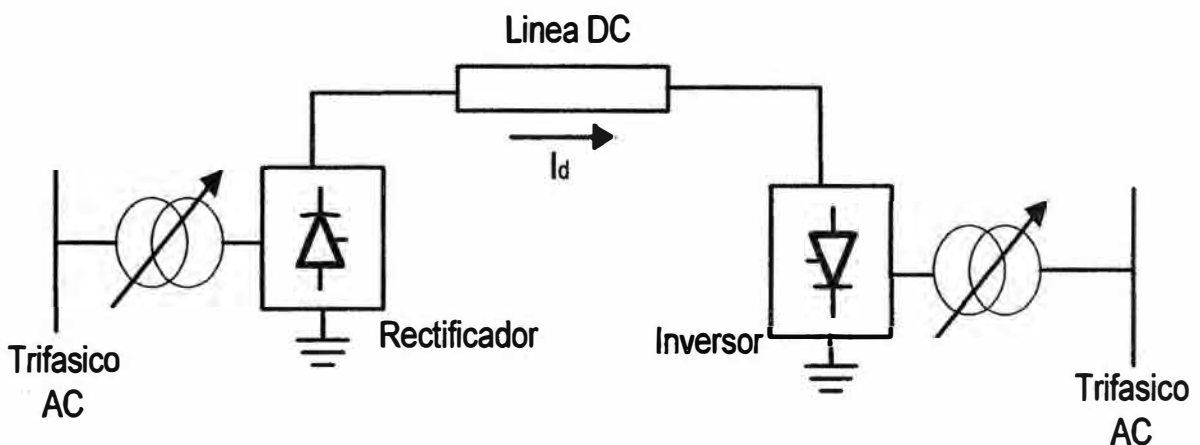 Linea DC
Id
Rectificador
Inversor
Trifasico
AC
Trifasico
AC